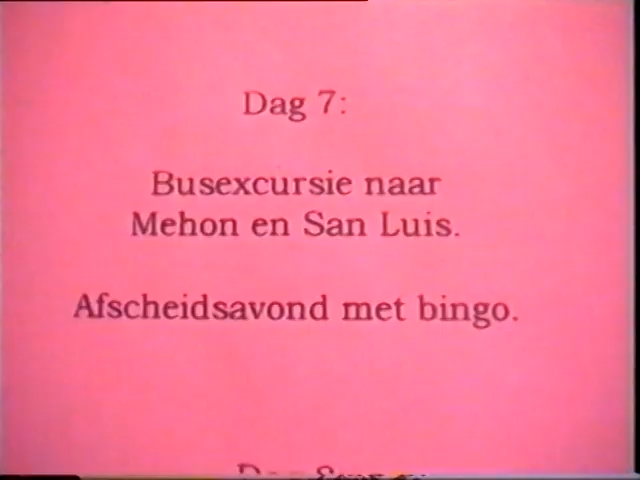 Dag 7:
Busexcursie naar
Mehon en San Luis.
Afscheidsavond met bingo.